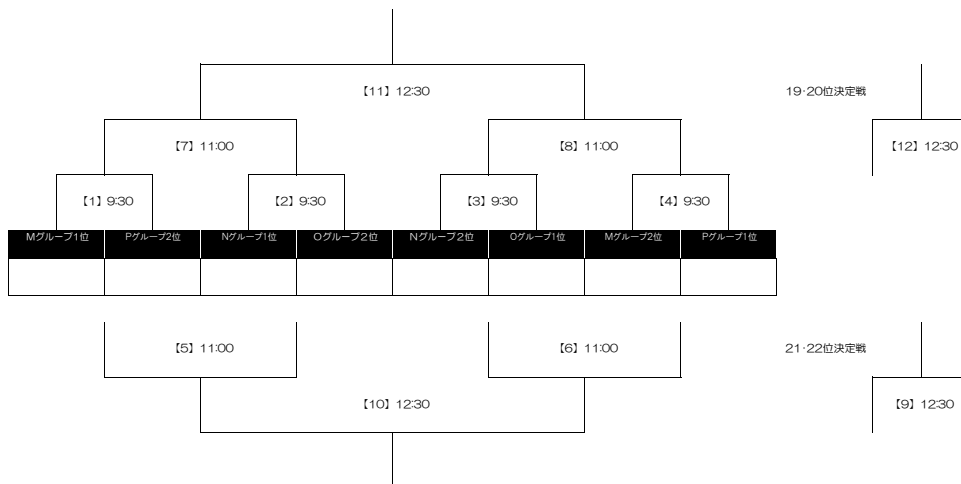 【11】 12:30
19・20位決定戦
【7】 11:00
【8】 11:00
【12】 12:30
【1】 9:30
【2】 9:30
【3】 9:30
【4】 9:30
Mグループ1位
Pグループ2位
Nグループ1位
Oグループ2位
Nグループ2位
Oグループ1位
Mグループ2位
Pグループ1位
【5】 11:00
【6】 11:00
21・22位決定戦
【10】 12:30
【9】 12:30